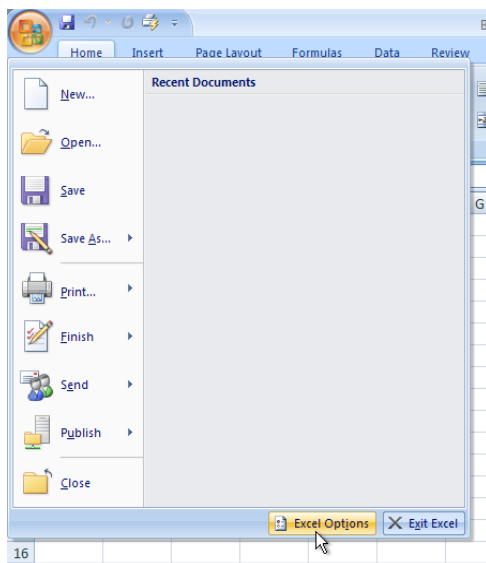 Home Insert Page Layout Formulas Data Review
Recent Documents
New...
Open...
Save
Save As...
Print...
Finish
Send
Publish
Close
G
Excel Options Exit Excel
16